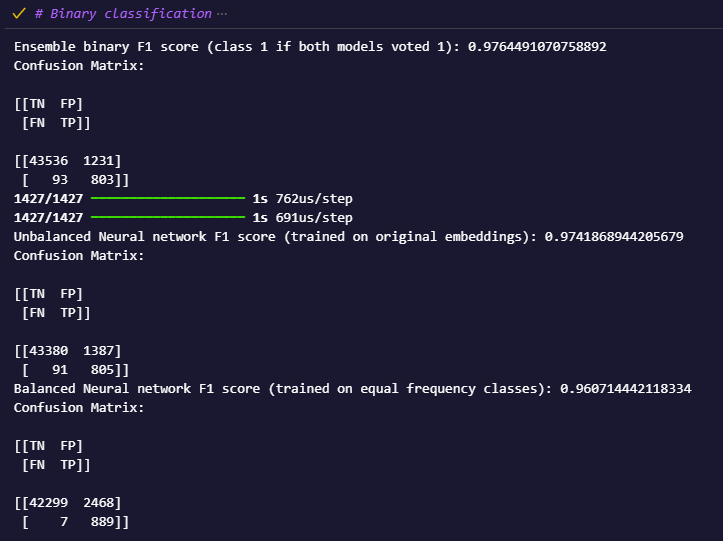 # Binary classification ···
Ensemble binary F1 score (class 1 if both models voted 1): 0.9764491070758892
Confusion Matrix:
[[TN  FP]
 [FN  TP]]
[[43536  1231]
 [   93   803]]
1427/1427 ━━━━━━━━━━━━━━━━━━━━ 1s 762us/step
1427/1427 ━━━━━━━━━━━━━━━━━━━━ 1s 691us/step
Unbalanced Neural network F1 score (trained on original embeddings): 0.9741868944205679
Confusion Matrix:
[[TN  FP]
 [FN  TP]]
[[43380  1387]
 [   91   805]]
Balanced Neural network F1 score (trained on equal frequency classes): 0.960714442118334
Confusion Matrix:
[[TN  FP]
 [FN  TP]]
[[42299  2468]
 [    7   889]]